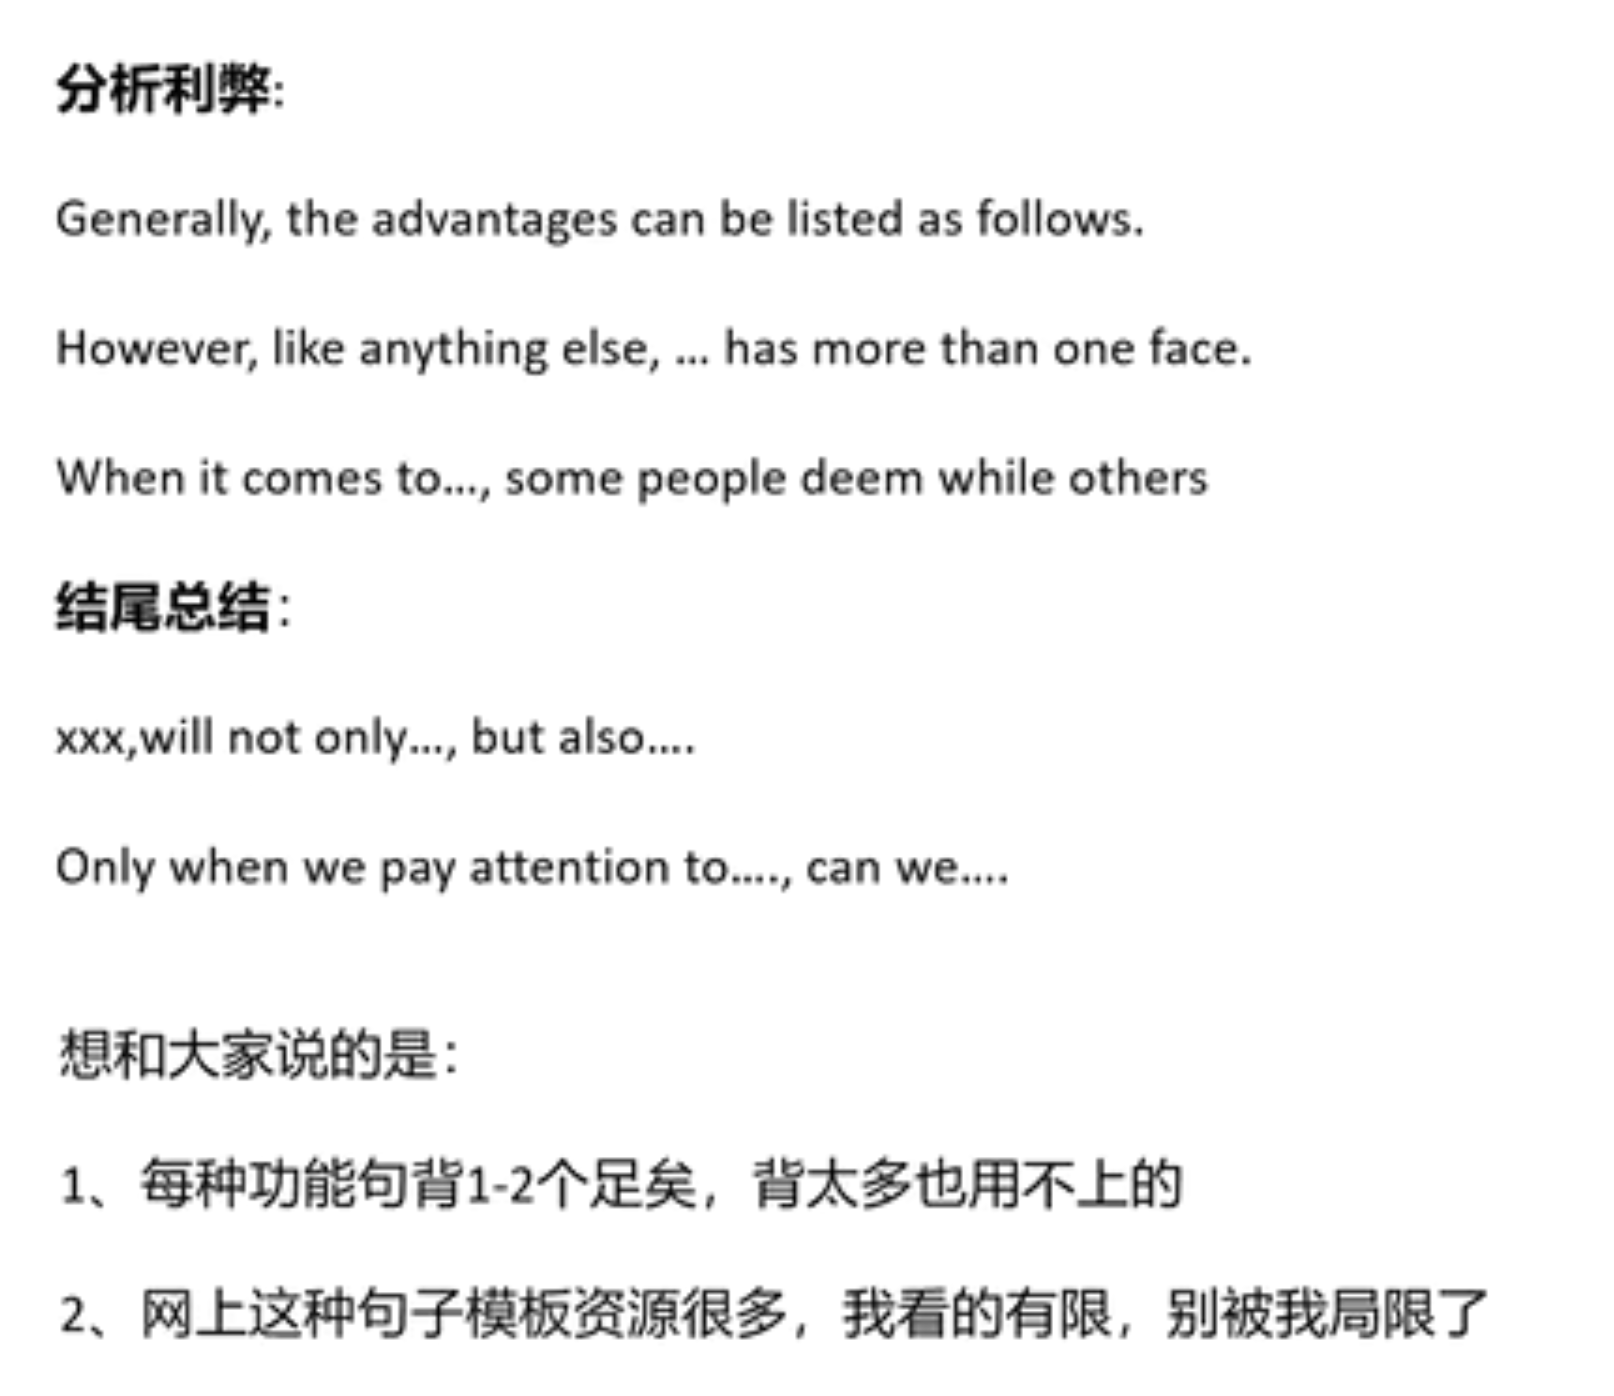 分析利弊:
Generally, the advantages can be listed as follows.
However, like anything else, ... has more than one face.
When it comes to..., some people deem while others
结尾总结：
xxx,will not only..., but also....
Only when we pay attention to...., can we....
想和大家说的是：
1、每种功能句背1-2个足矣，背太多也用不上的
2、网上这种句子模板资源很多，我看的有限，别被我局限了